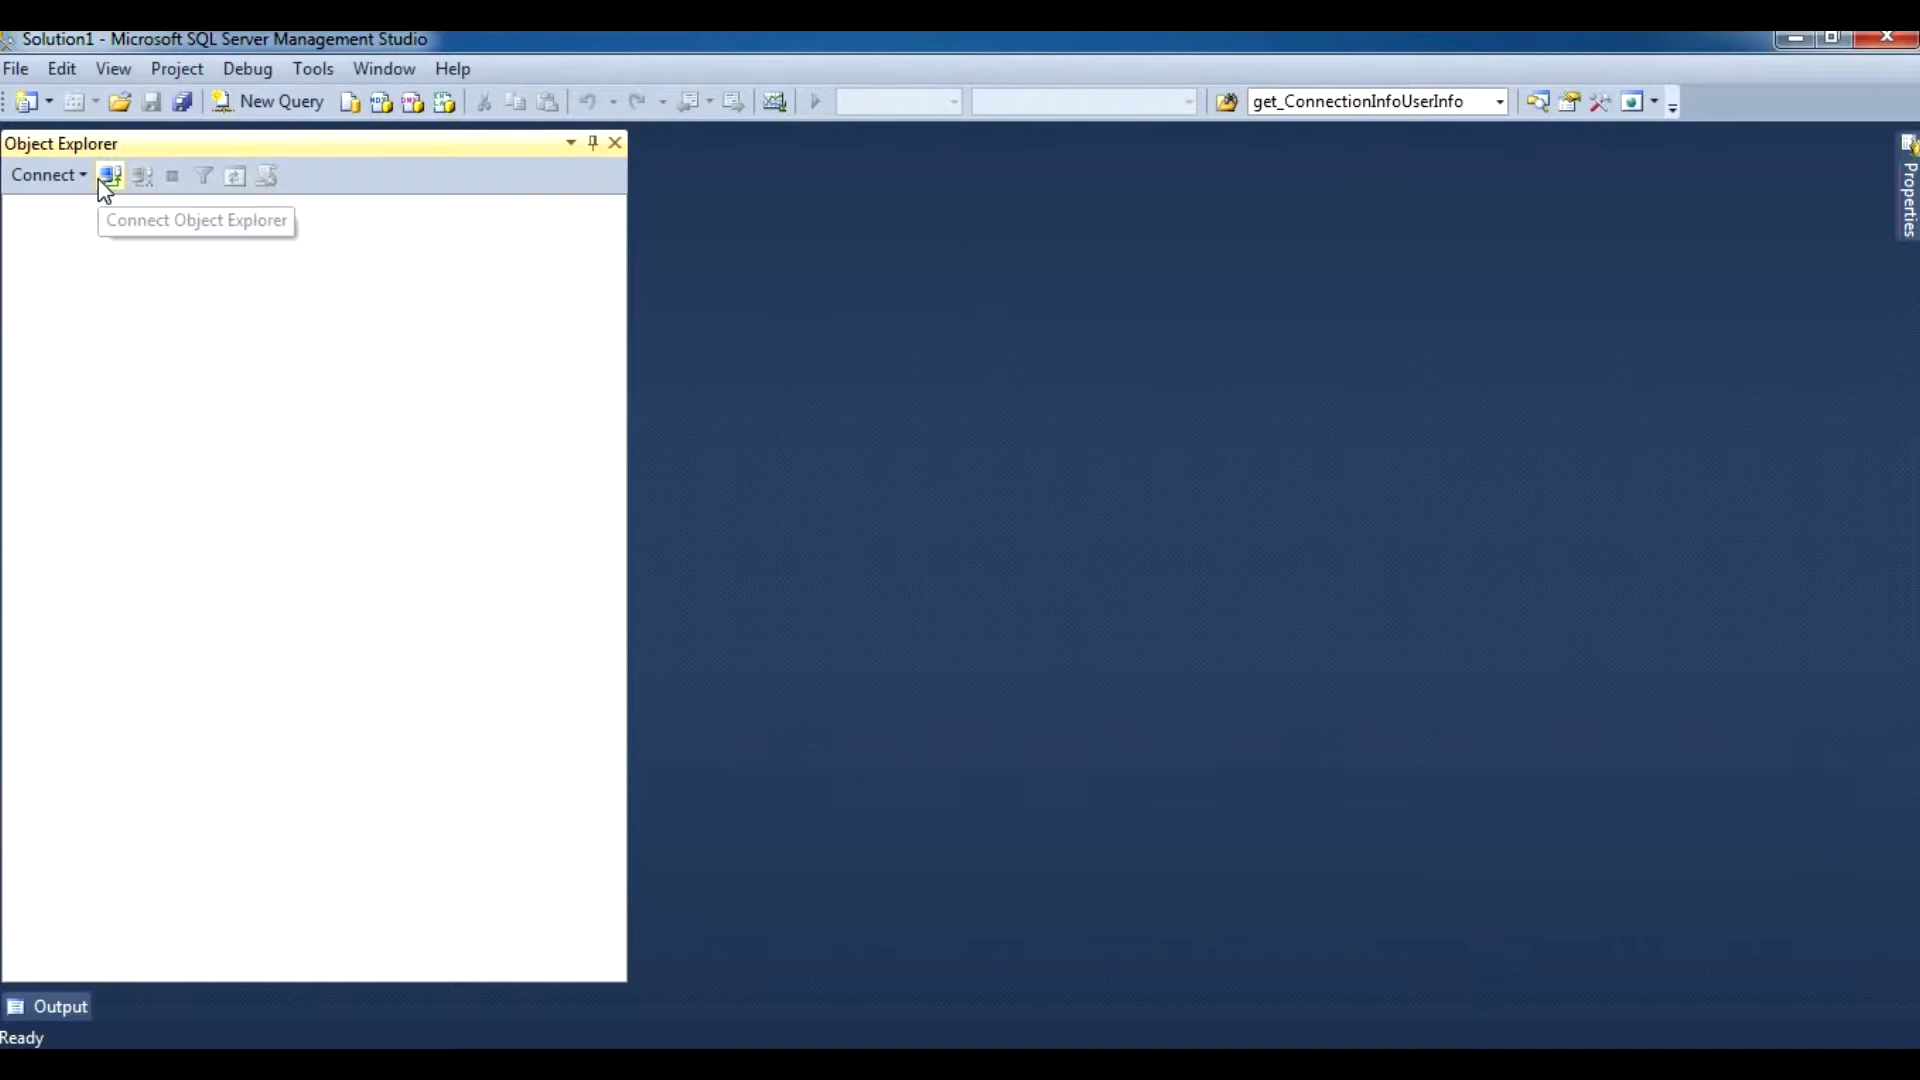 Solution1 - Microsoft SQL Server Management Studio
File Edit View Project Debug Tools Window Help
New Query
get_ConnectionInfoUserInfo
Object Explorer
Connect
Connect Object Explorer
Properties
Output
Ready